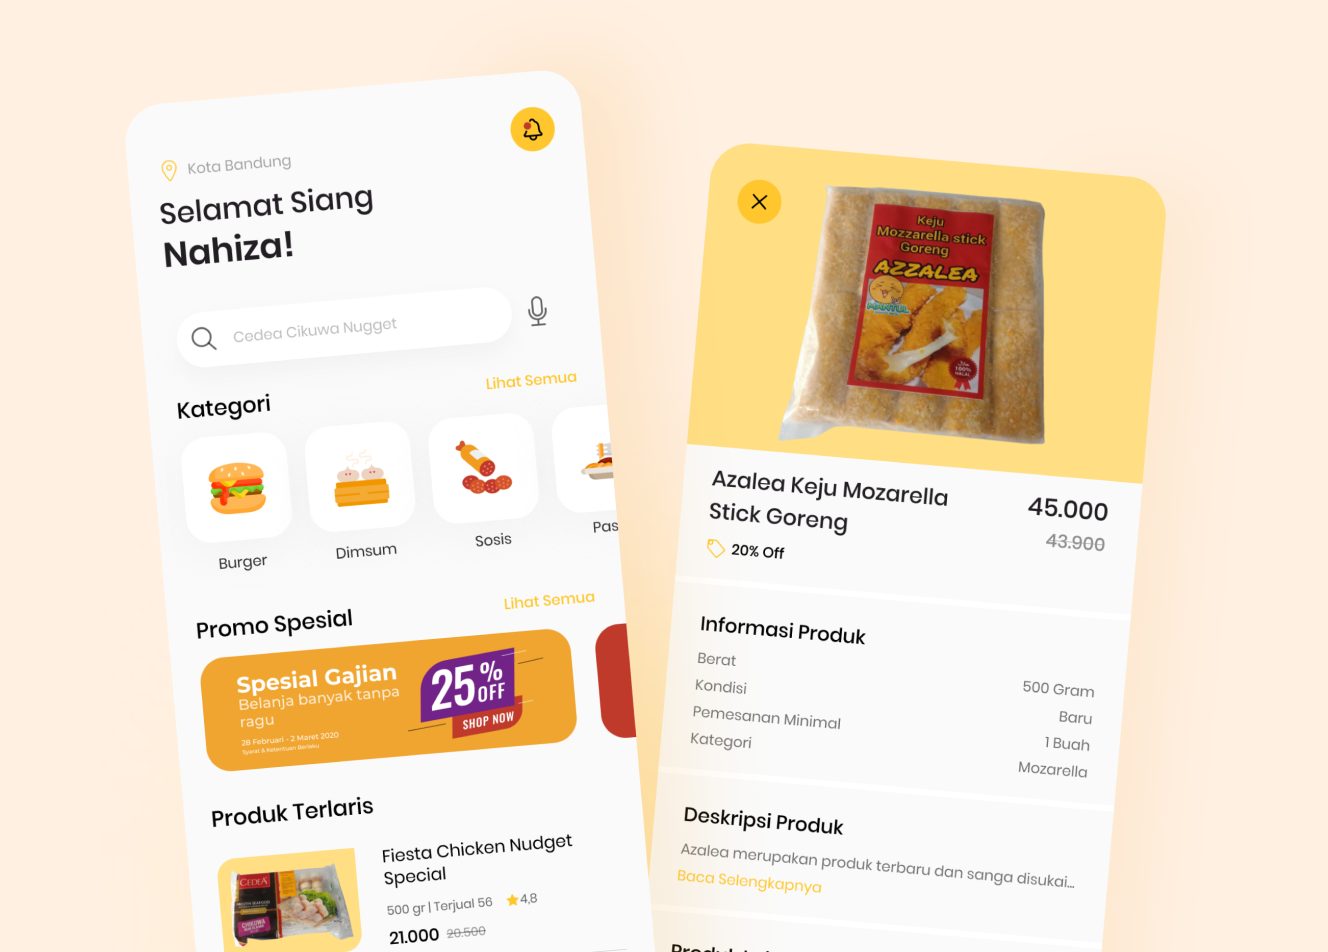 Kota Bandung
Selamat Siang
Nahiza!
Cedea Cikuwa Nugget
Kategori
Lihat Semua
Burger
Dimsum
Sosis
Pas
Promo Spesial
Lihat Semua
Spesial Gajian
Belanja banyak tanpa
ragu
28 Februari - 2 Maret 2020
Syarat & Ketentuan Berlaku
25%
OFF
SHOP NOW
Produk Terlaris
CEDEA
Fiesta Chicken Nudget
Special
500 gr | Terjual 56
4,8
21.000 20.500
Keju
Mozzarella stick
Goreng
AZZALEA
MANYUL
100%
HALAL
Azalea Keju Mozarella
Stick Goreng
45.000
43.900
20% Off
Informasi Produk
Berat 500 Gram
Kondisi Baru
Pemesanan Minimal 1 Buah
Kategori Mozarella
Deskripsi Produk
Azalea merupakan produk terbaru dan sanga disukai...
Baca Selengkapnya